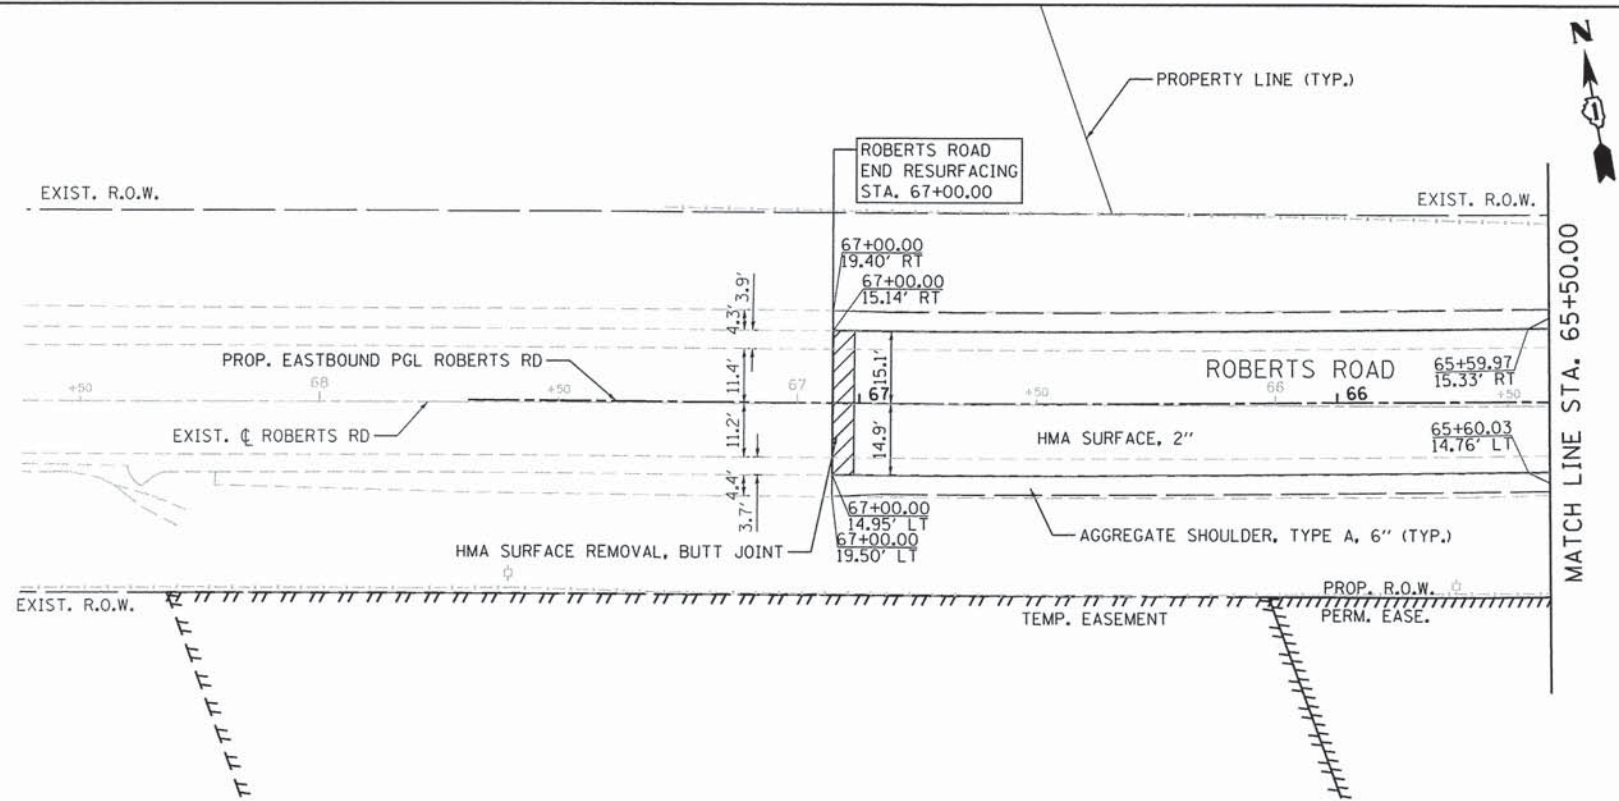 N
1
PROPERTY LINE (TYP.)
ROBERTS ROAD
END RESURFACING
STA. 67+00.00
EXIST. R.O.W.
EXIST. R.O.W.
67+00.00
19.40' RT
67+00.00
15.14' RT
3.9'
4.3'
PROP. EASTBOUND PGL ROBERTS RD
11.4'
15.1'
ROBERTS ROAD
65+59.97
15.33' RT
+50
68
+50
67
67
+50
66
66
+50
EXIST. ℄ ROBERTS RD
11.2'
14.9'
HMA SURFACE, 2"
65+60.03
14.76' LT
4.4'
3.7'
67+00.00
14.95' LT
67+00.00
19.50' LT
HMA SURFACE REMOVAL, BUTT JOINT
AGGREGATE SHOULDER, TYPE A, 6" (TYP.)
MATCH LINE STA. 65+50.00
EXIST. R.O.W.
PROP. R.O.W.
TEMP. EASEMENT
PERM. EASE.